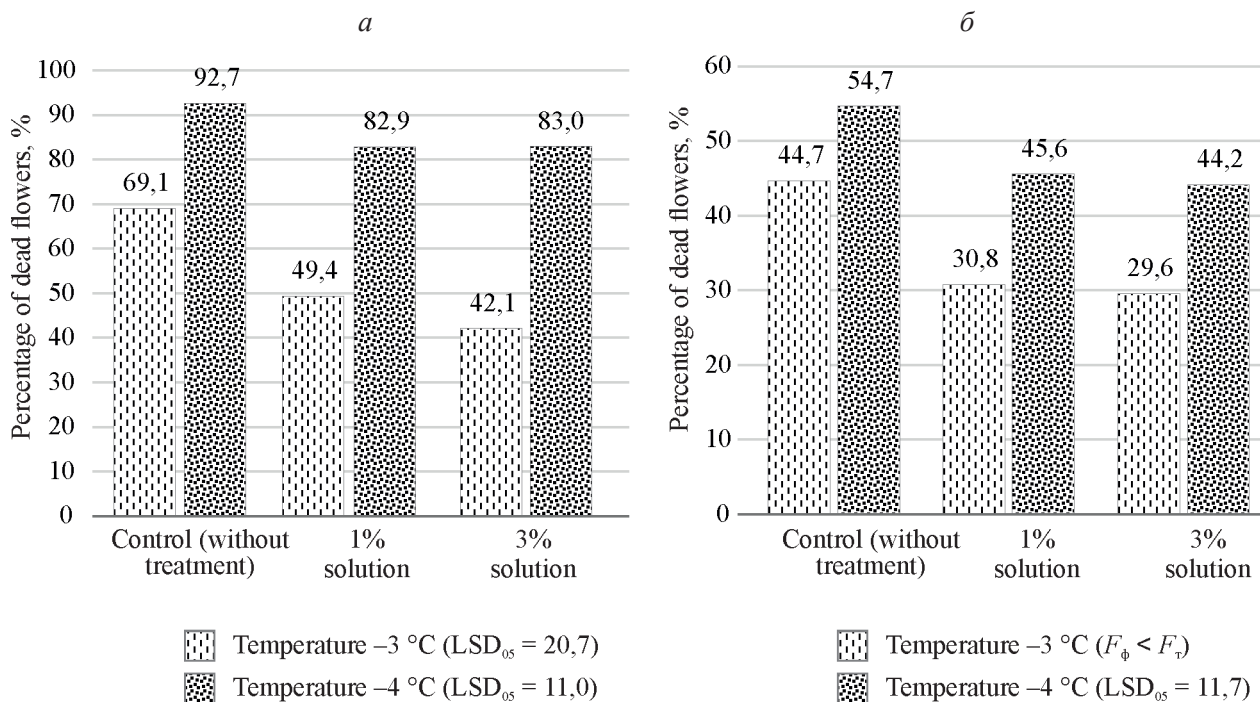 а
Percentage of dead flowers, %
100
90
80
70
60
50
40
30
20
10
0
69,1
92,7
49,4
82,9
42,1
83,0
Control (without
treatment)
1%
solution
3%
solution
Temperature –3 °C (LSD₀₅ = 20,7)
Temperature –4 °C (LSD₀₅ = 11,0)
б
Percentage of dead flowers, %
60
50
40
30
20
10
0
44,7
54,7
30,8
45,6
29,6
44,2
Control (without
treatment)
1%
solution
3%
solution
Temperature –3 °C (Fф < Fт)
Temperature –4 °C (LSD₀₅ = 11,7)